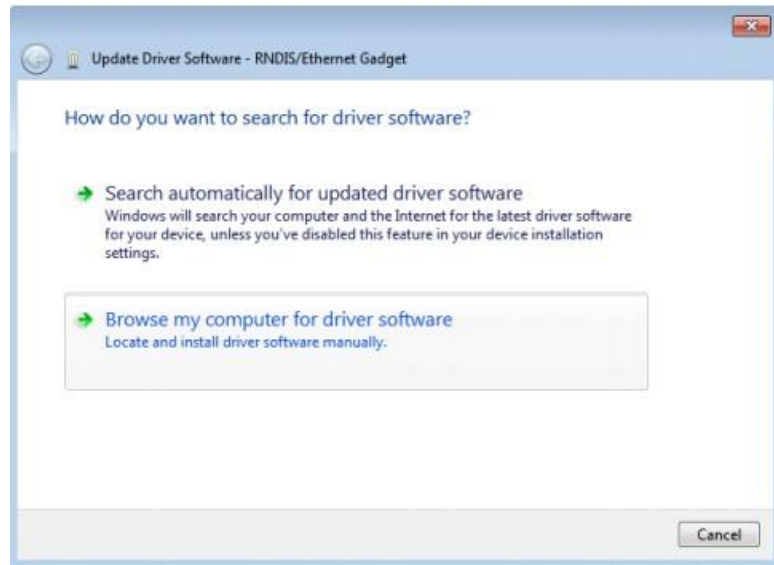 Update Driver Software - RNDIS/Ethernet Gadget
How do you want to search for driver software?
Search automatically for updated driver software
Windows will search your computer and the Internet for the latest driver software
for your device, unless you've disabled this feature in your device installation
settings.
Browse my computer for driver software
Locate and install driver software manually.
Cancel